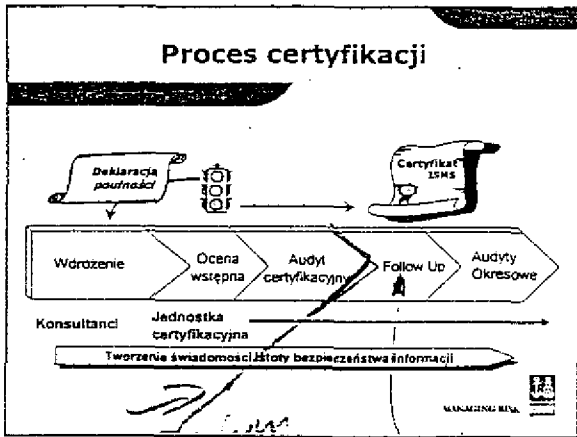 Proces certyfikacji
Deklaracja
poufności
Certyfikat
ISMS
Wdrożenie
Ocena
wstępna
Audyt
certyfikacyjny
Follow Up
Audyty
Okresowe
Konsultanci
Jednostka
certyfikacyjna
Tworzenie świadomości istoty bezpieczeństwa informacji
MANAGING RISK